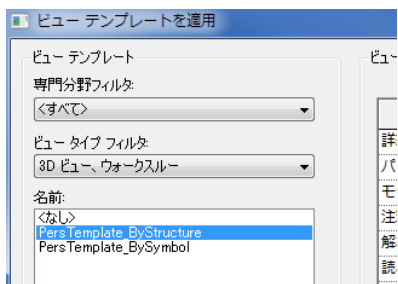 ビュー テンプレートを適用
ビュー テンプレート
専門分野フィルタ:
<すべて>
ビュー タイプ フィルタ:
3D ビュー、ウォークスルー
名前:
<なし>
PersTemplate_ByStructure
PersTemplate_BySymbol
ビュー
詳
パ
モ
注
解
読